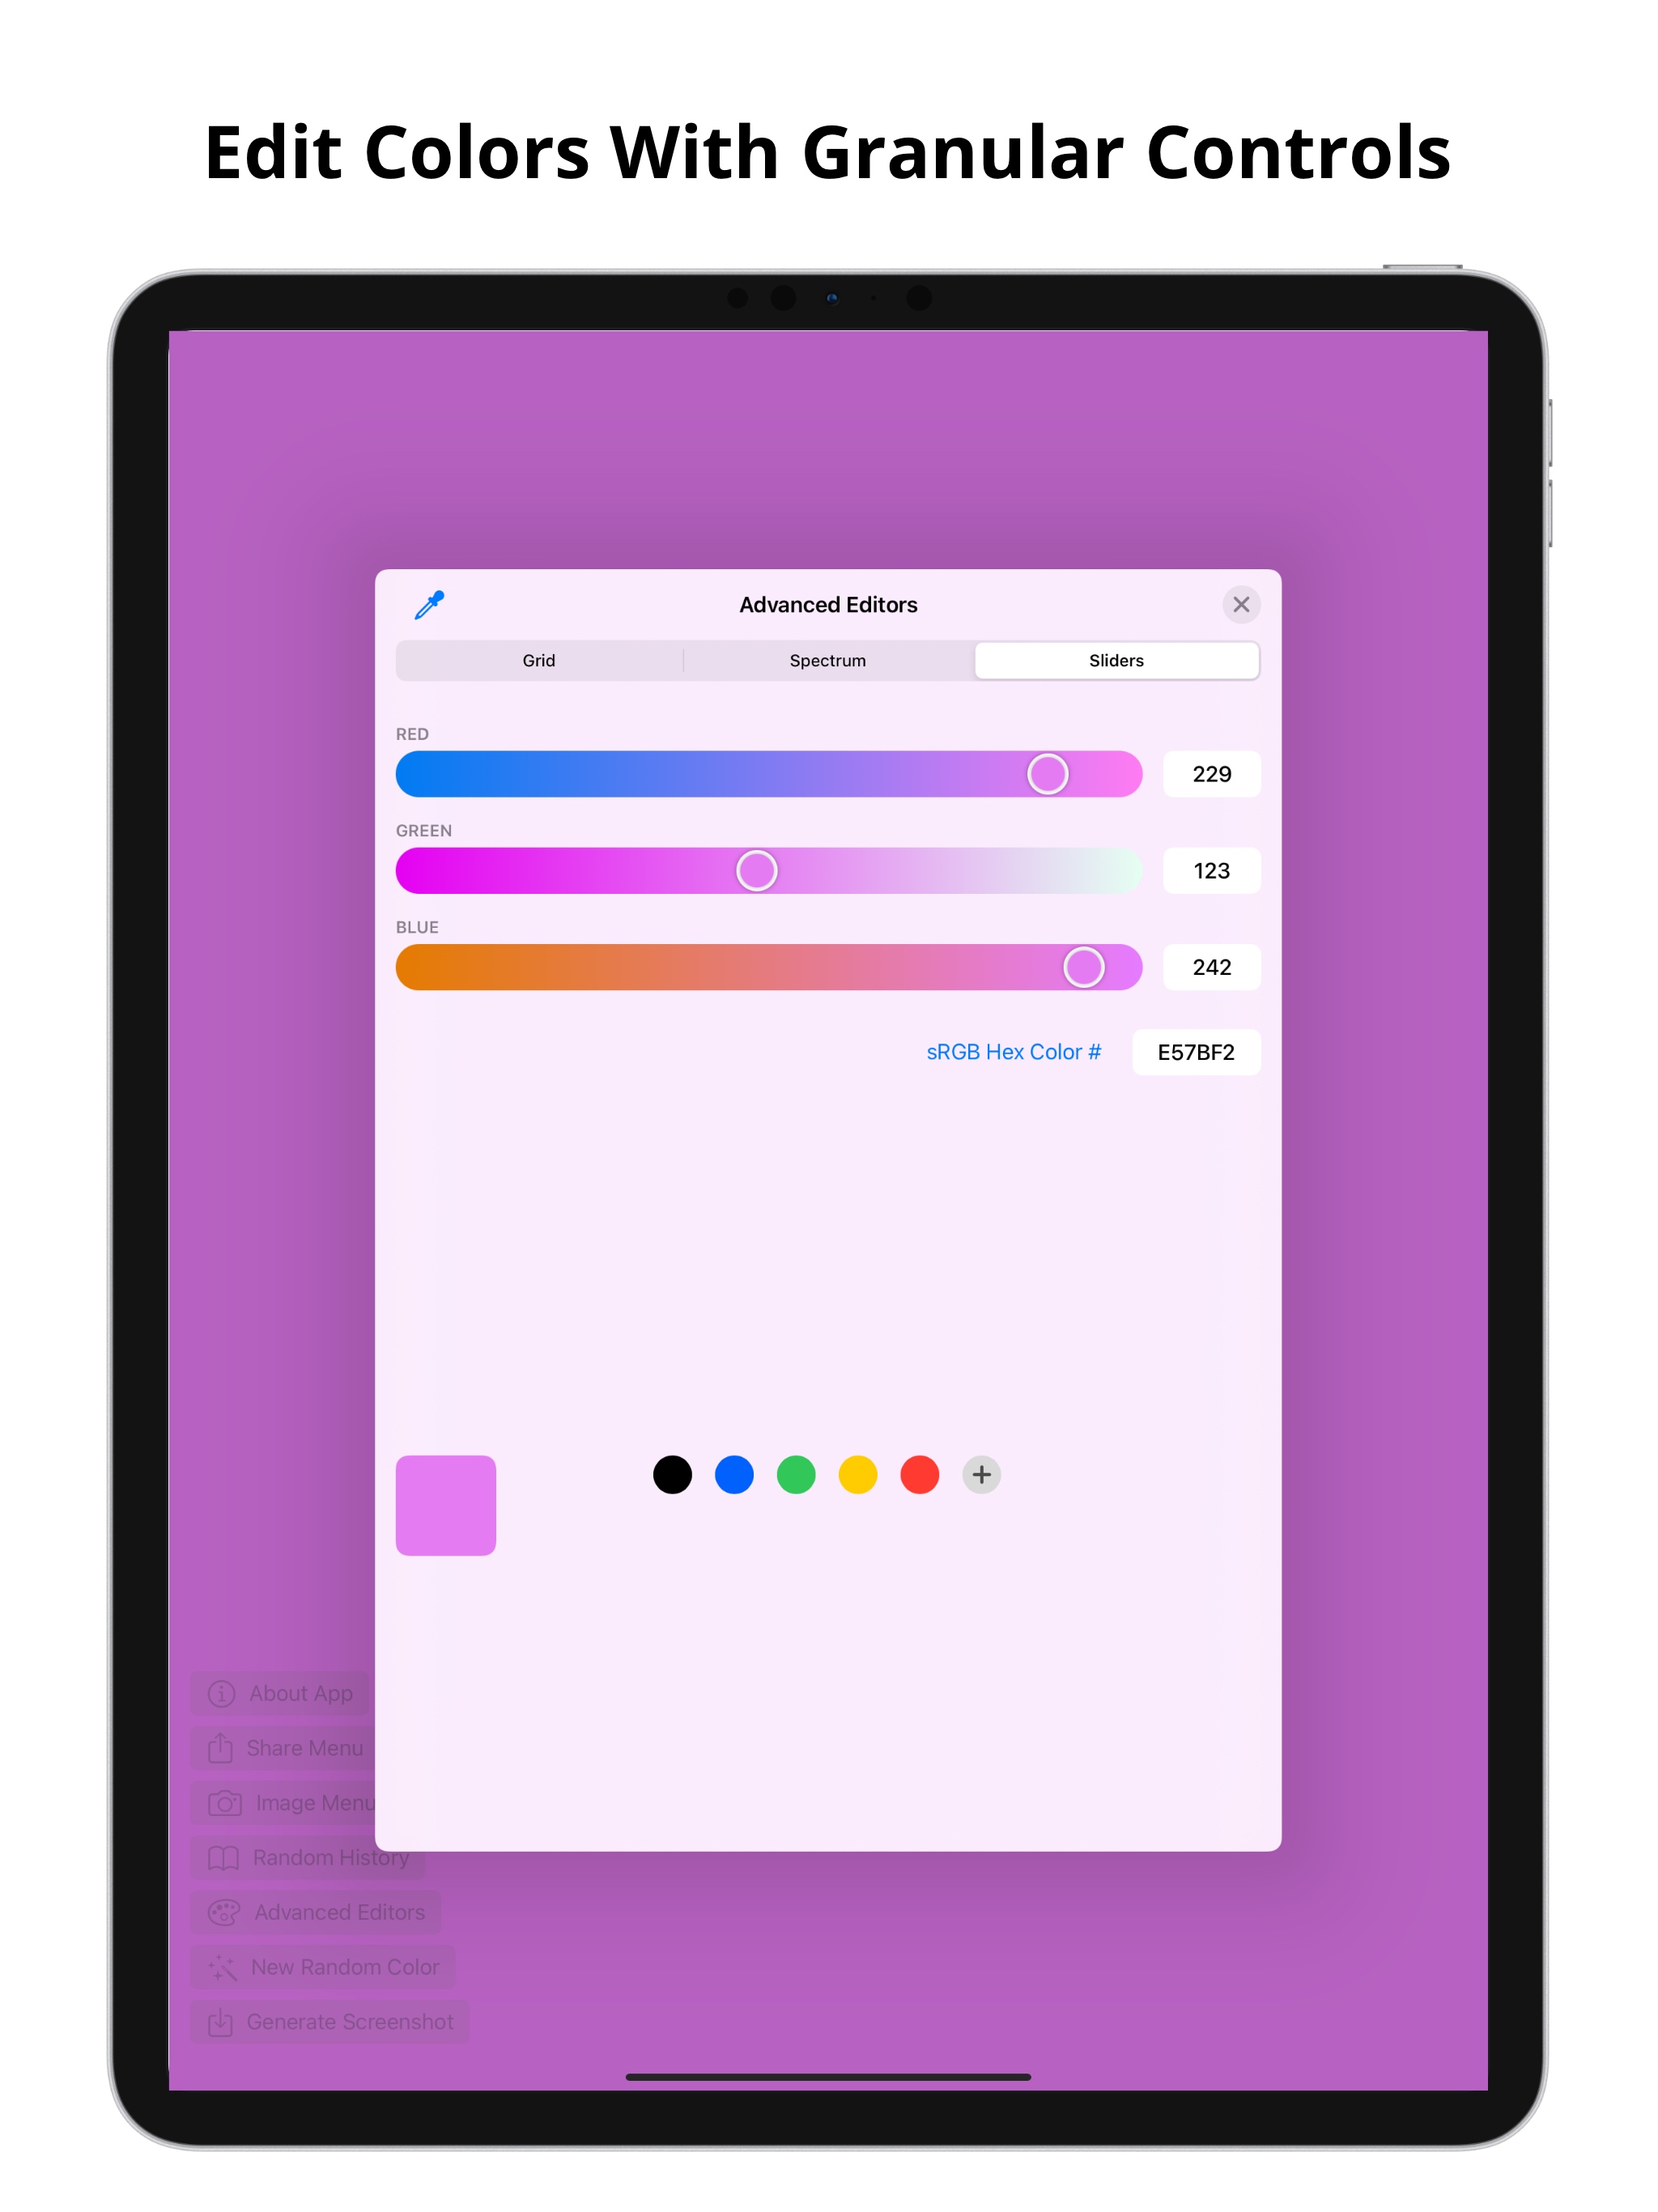 Edit Colors With Granular Controls
Advanced Editors
Grid
Spectrum
Sliders
RED
229
GREEN
123
BLUE
242
sRGB Hex Color #
E57BF2
About App
Share Menu
Image Menu
Random History
Advanced Editors
New Random Color
Generate Screenshot